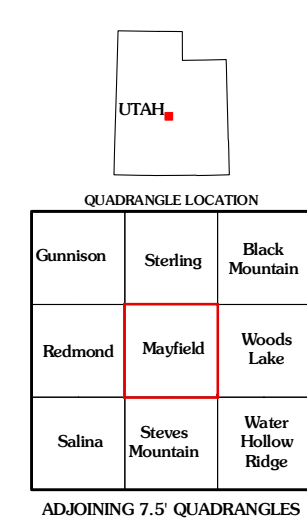 UTAH
QUADRANGLE LOCATION
Gunnison
Sterling
Black
Mountain
Redmond
Mayfield
Woods
Lake
Salina
Steves
Mountain
Water
Hollow
Ridge
ADJOINING 7.5' QUADRANGLES